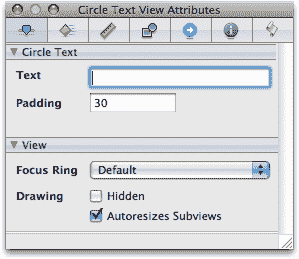 Circle Text View Attributes
Circle Text
Text
Padding 30
View
Focus Ring Default
Drawing Hidden
Autoresizes Subviews